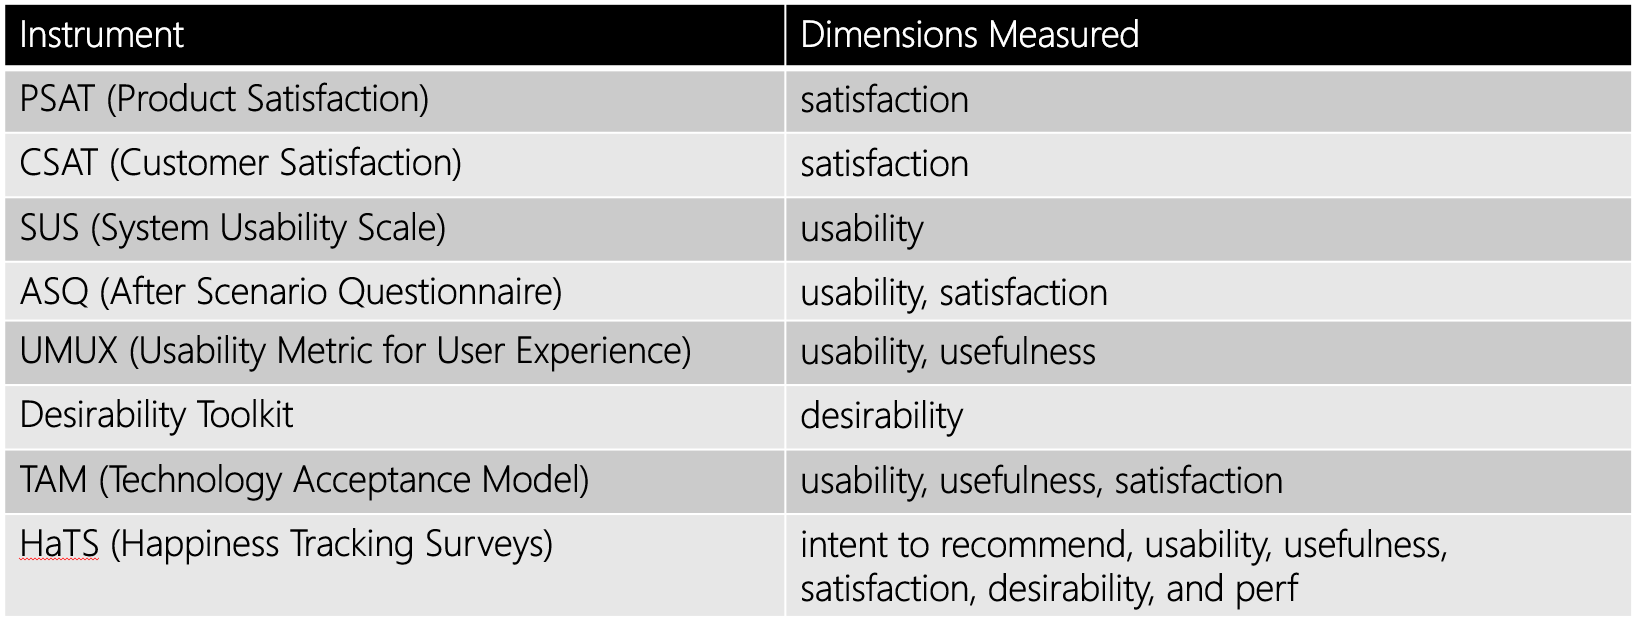 Instrument Dimensions Measured
PSAT (Product Satisfaction) satisfaction
CSAT (Customer Satisfaction) satisfaction
SUS (System Usability Scale) usability
ASQ (After Scenario Questionnaire) usability, satisfaction
UMUX (Usability Metric for User Experience) usability, usefulness
Desirability Toolkit desirability
TAM (Technology Acceptance Model) usability, usefulness, satisfaction
HaTS (Happiness Tracking Surveys) intent to recommend, usability, usefulness,
satisfaction, desirability, and perf